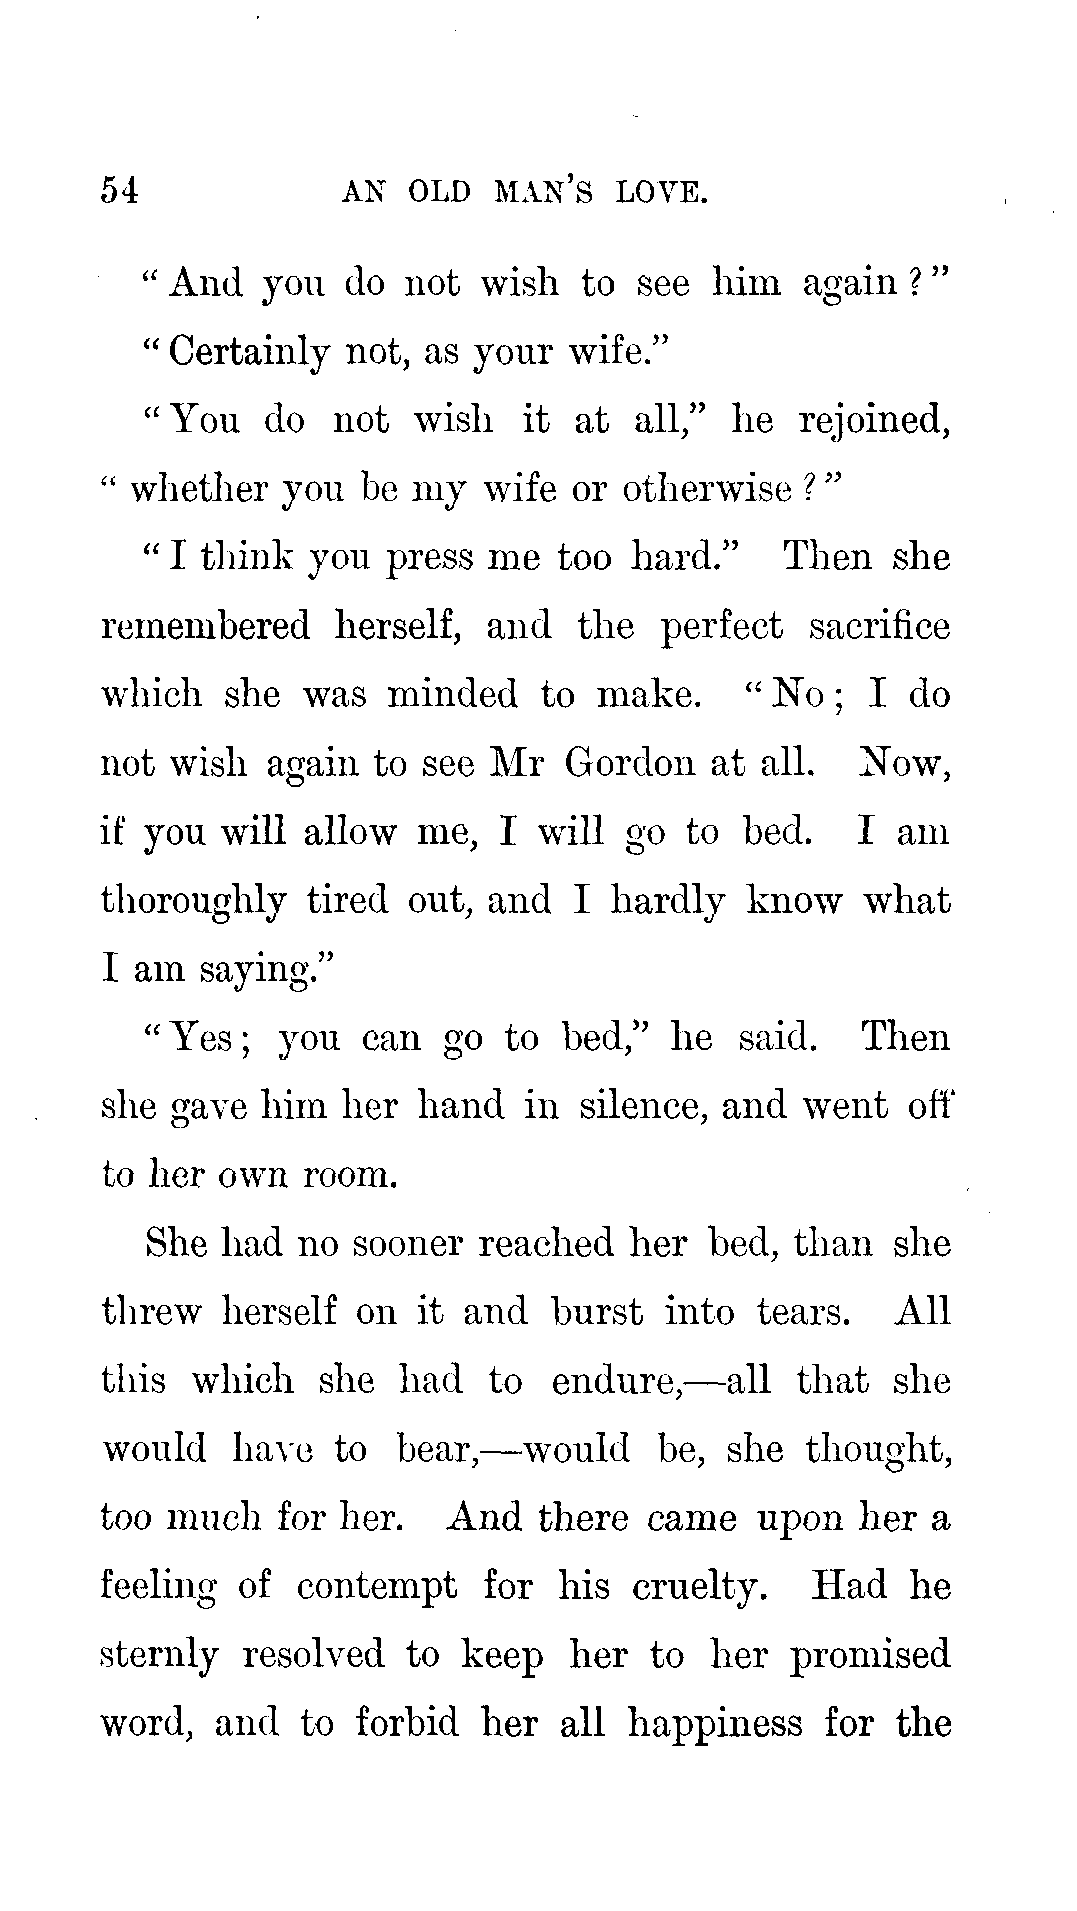 54 AN OLD MAN'S LOVE.
"And you do not wish to see him again?"
"Certainly not, as your wife."
"You do not wish it at all," he rejoined,
"whether you be my wife or otherwise?"
"I think you press me too hard." Then she
remembered herself, and the perfect sacrifice
which she was minded to make. "No; I do
not wish again to see Mr Gordon at all. Now,
if you will allow me, I will go to bed. I am
thoroughly tired out, and I hardly know what
I am saying."
"Yes; you can go to bed," he said. Then
she gave him her hand in silence, and went off
to her own room.
She had no sooner reached her bed, than she
threw herself on it and burst into tears. All
this which she had to endure,—all that she
would have to bear,—would be, she thought,
too much for her. And there came upon her a
feeling of contempt for his cruelty. Had he
sternly resolved to keep her to her promised
word, and to forbid her all happiness for the